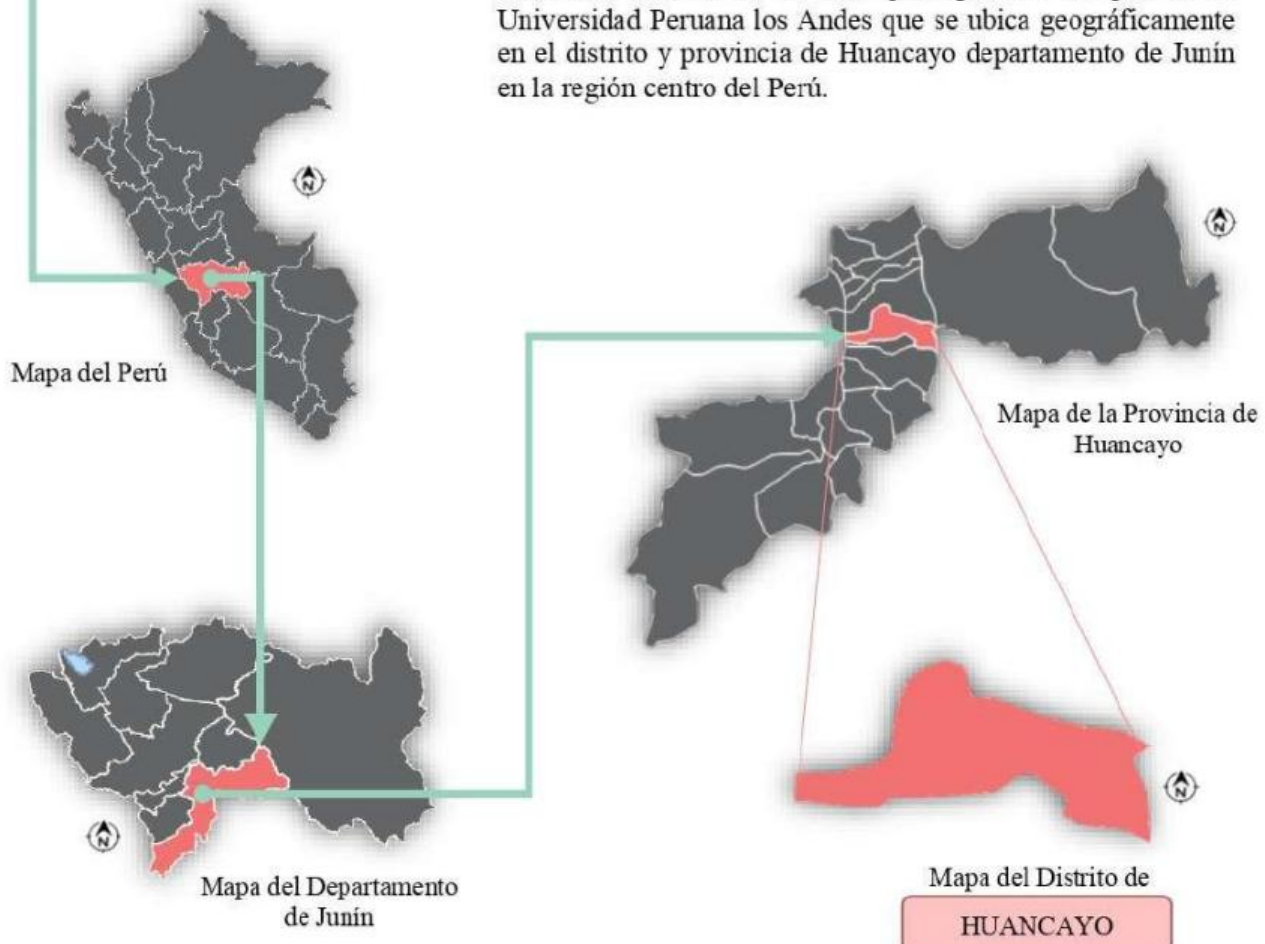 Universidad Peruana los Andes que se ubica geográficamente
en el distrito y provincia de Huancayo departamento de Junín
en la región centro del Perú.
N
N
Mapa del Perú
Mapa de la Provincia de
Huancayo
N
N
Mapa del Departamento
de Junín
Mapa del Distrito de
HUANCAYO